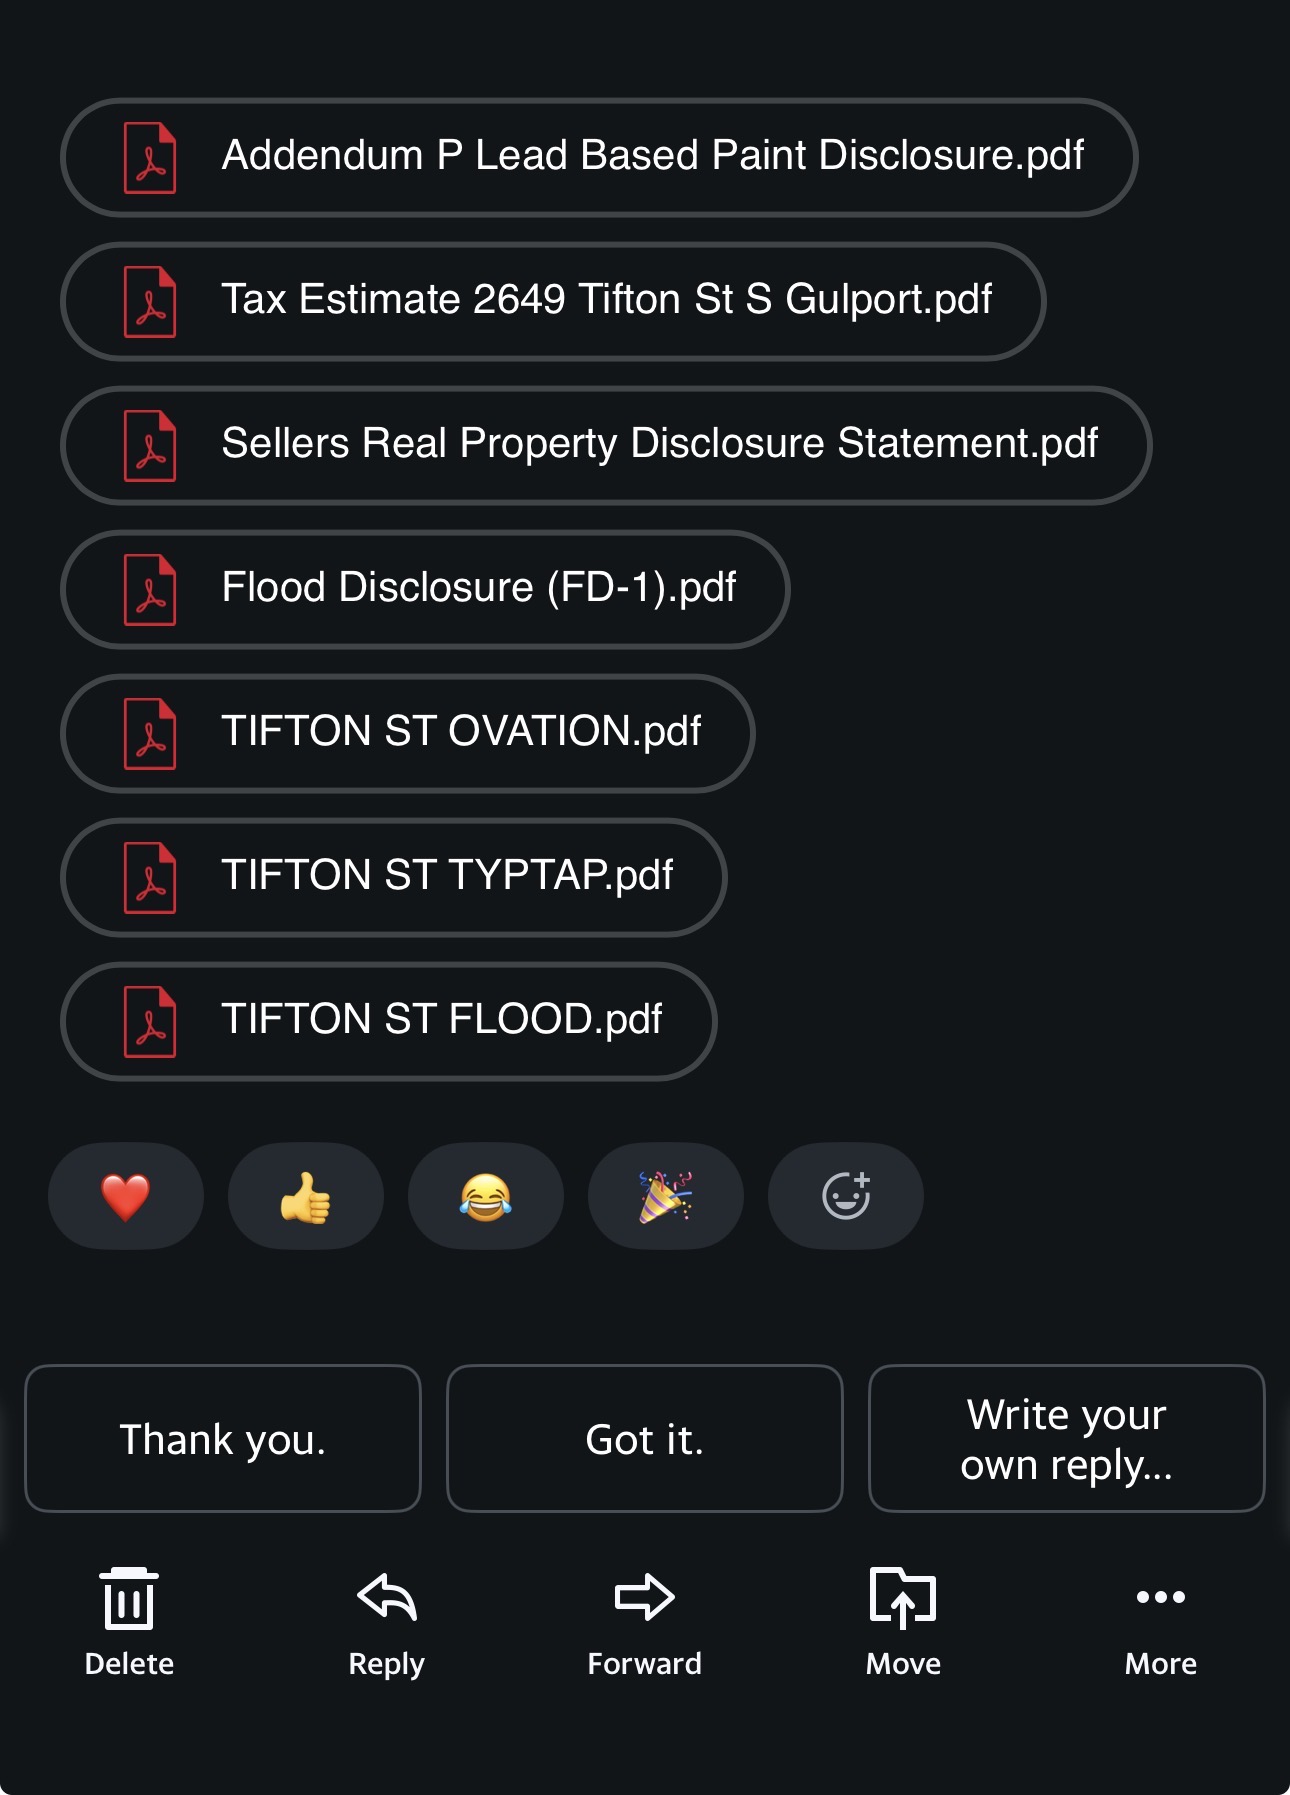 Addendum P Lead Based Paint Disclosure.pdf
Tax Estimate 2649 Tifton St S Gulport.pdf
Sellers Real Property Disclosure Statement.pdf
Flood Disclosure (FD-1).pdf
TIFTON ST OVATION.pdf
TIFTON ST TYPTAP.pdf
TIFTON ST FLOOD.pdf
Thank you.
Got it.
Write your
own reply...
Delete
Reply
Forward
Move
More